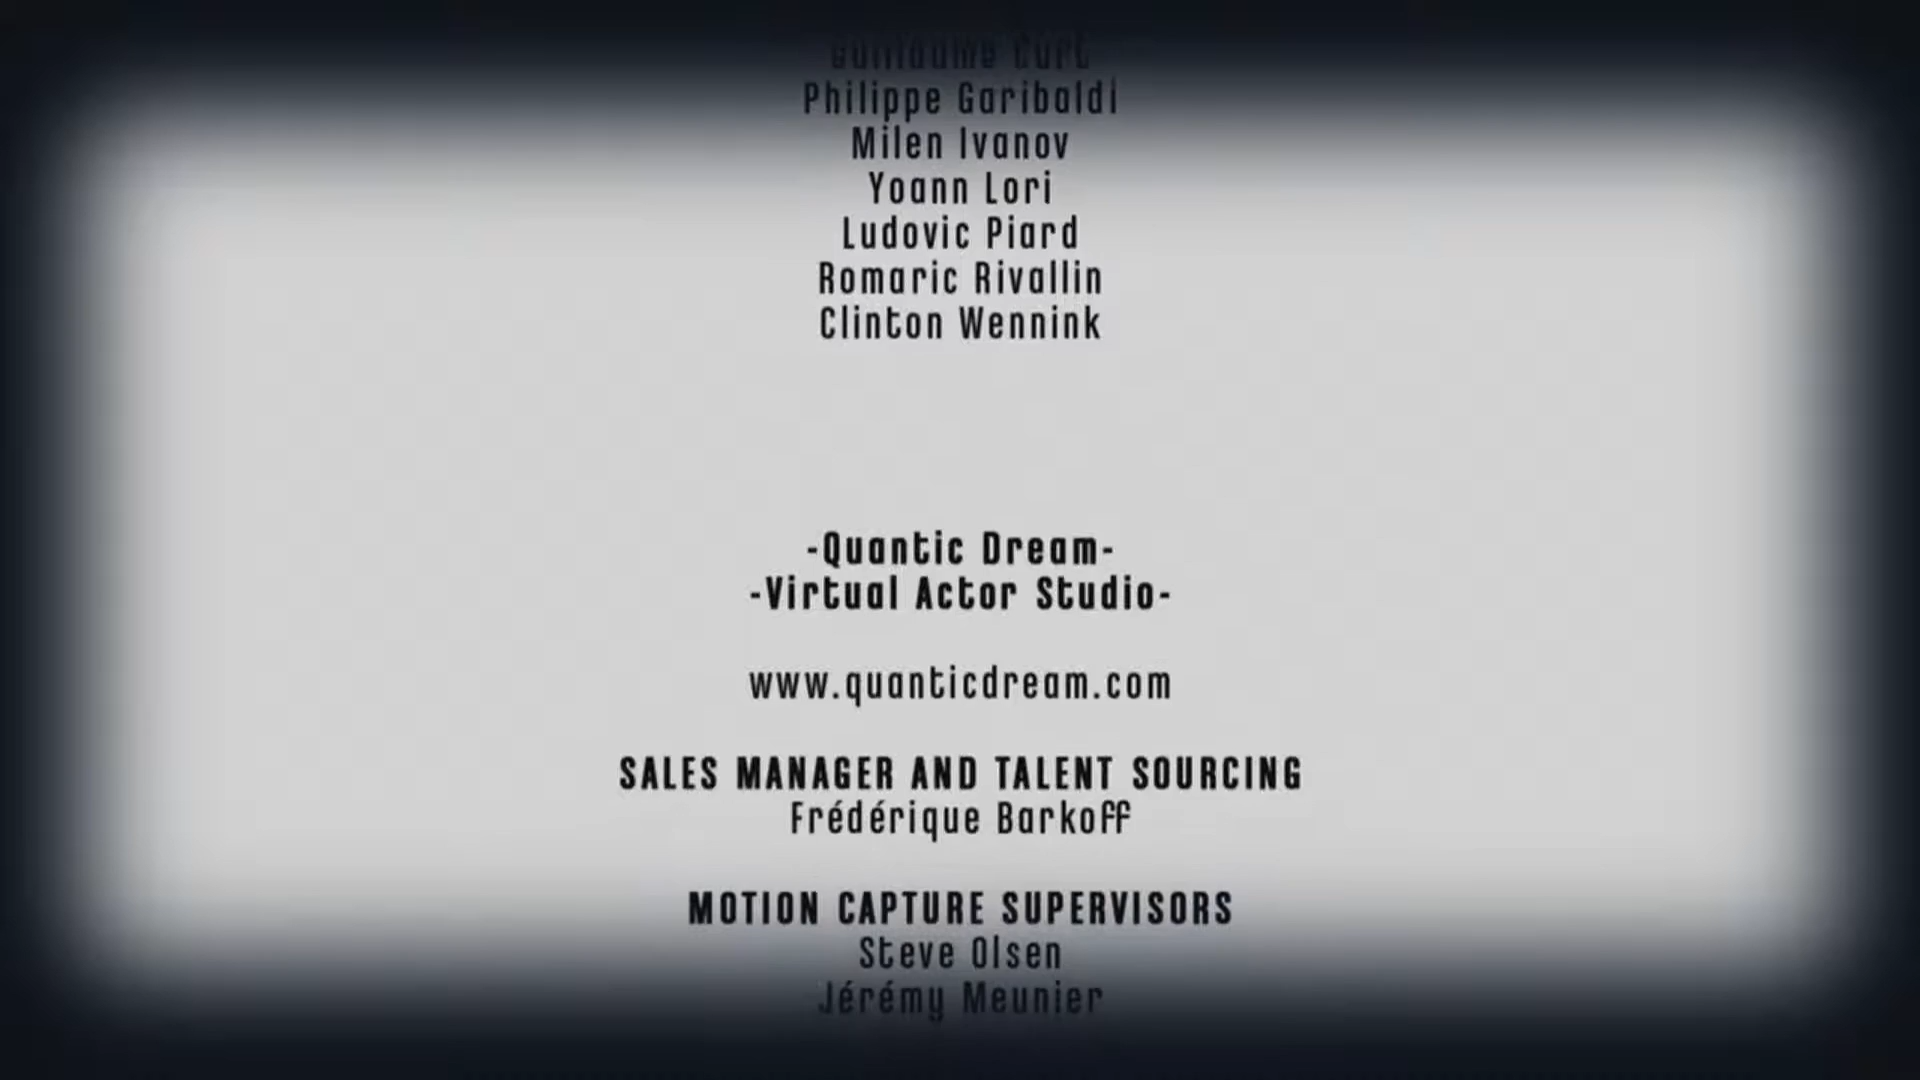 Philippe Garibaldi
Milen Ivanov
Yoann Lori
Ludovic Piard
Romaric Rivallin
Clinton Wennink
-Quantic Dream-
-Virtual Actor Studio-
www.quanticdream.com
SALES MANAGER AND TALENT SOURCING
Frédérique Barkoff
MOTION CAPTURE SUPERVISORS
Steve Olsen
Jérémy Meunier